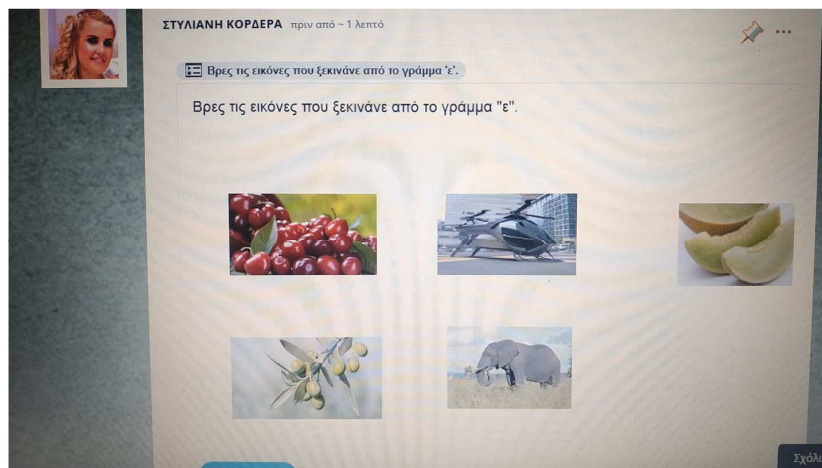 ΣΤΥΛΙΑΝΗ ΚΟΡΔΕΡΑ πριν από ~ 1 λεπτό
Βρες τις εικόνες που ξεκινάνε από το γράμμα 'ε'.
Βρες τις εικόνες που ξεκινάνε από το γράμμα "ε".